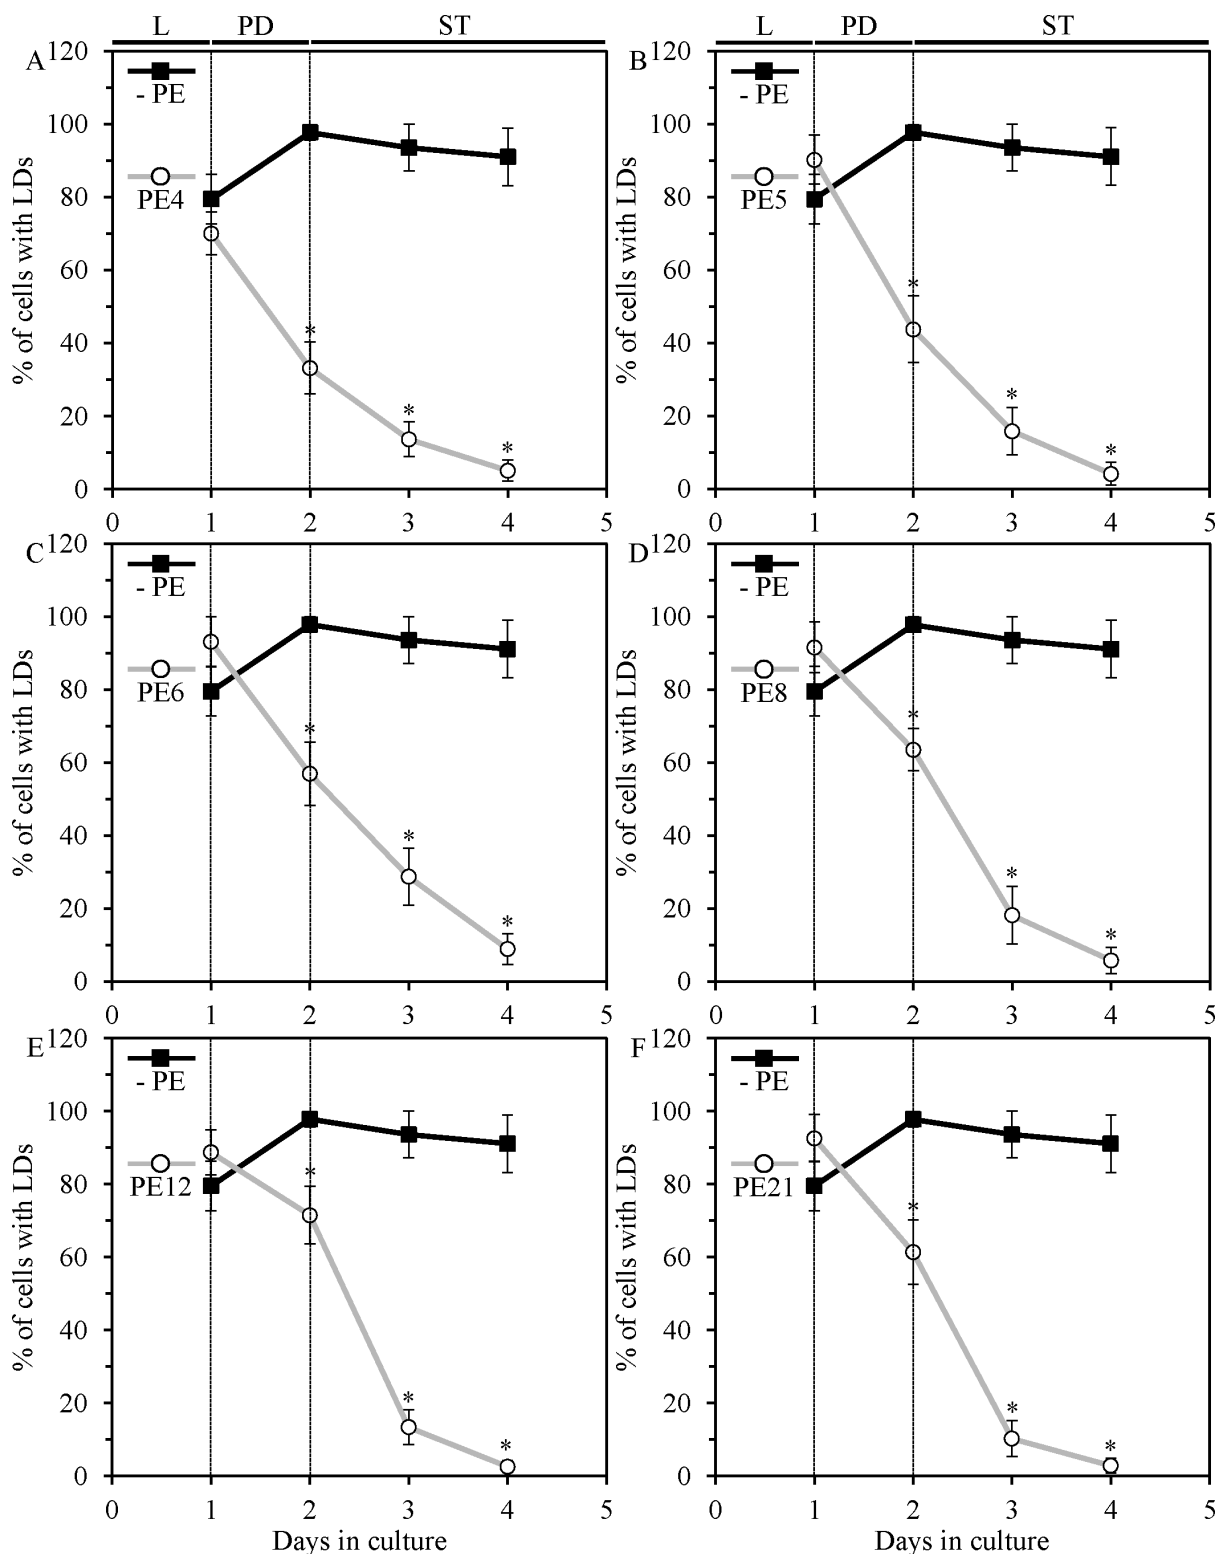 L PD ST L PD ST
A 120 B 120
- PE - PE
100 100
PE4 PE5
80 80
60 60
40 40
20 20
0 0
% of cells with LDs % of cells with LDs
* * * * * *
0 1 2 3 4 5 0 1 2 3 4 5
C 120 D 120
- PE - PE
100 100
PE6 PE8
80 80
60 60
40 40
20 20
0 0
% of cells with LDs % of cells with LDs
* * * * * *
0 1 2 3 4 5 0 1 2 3 4 5
E 120 F 120
- PE - PE
100 100
PE12 PE21
80 80
60 60
40 40
20 20
0 0
% of cells with LDs % of cells with LDs
* * * * * *
0 1 2 3 4 5 0 1 2 3 4 5
Days in culture Days in culture